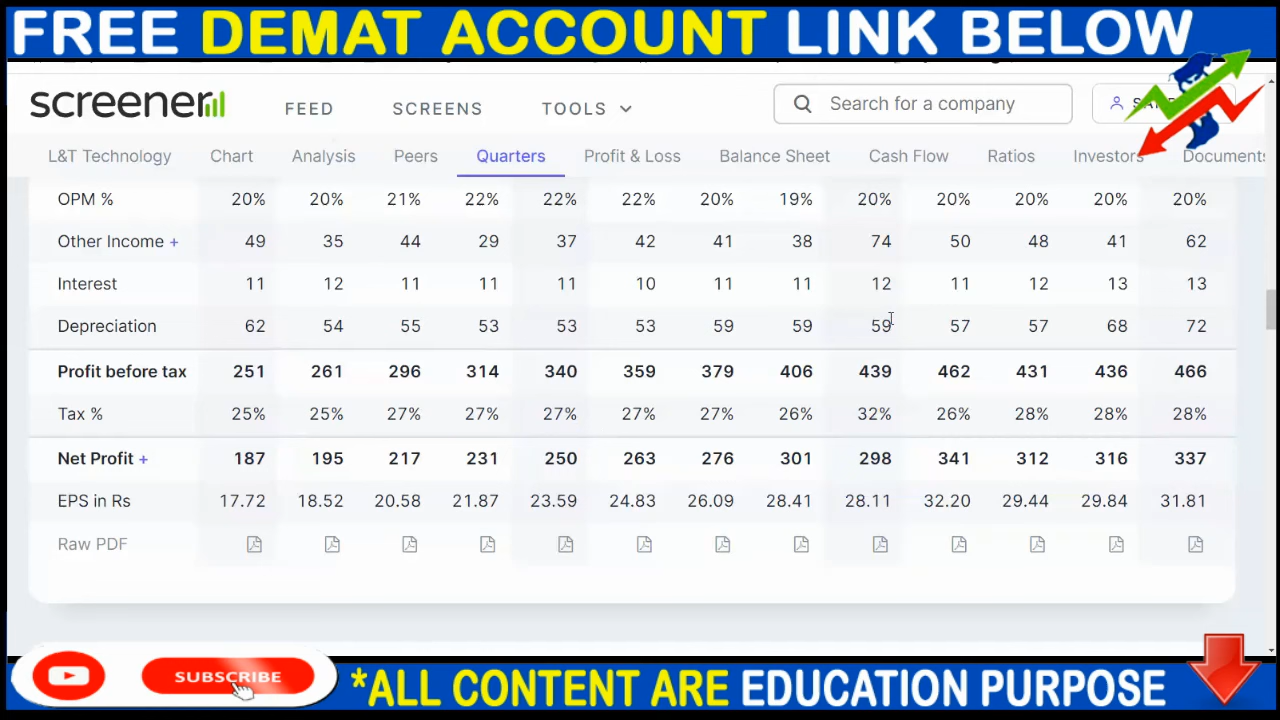 FREE DEMAT ACCOUNT LINK BELOW
screener
FEED SCREENS TOOLS
Search for a company
L&T Technology Chart Analysis Peers Quarters Profit & Loss Balance Sheet Cash Flow Ratios Investors Documents
OPM % 20% 20% 21% 22% 22% 22% 20% 19% 20% 20% 20% 20% 20%
Other Income + 49 35 44 29 37 42 41 38 74 50 48 41 62
Interest 11 12 11 11 11 10 11 11 12 11 12 13 13
Depreciation 62 54 55 53 53 53 59 59 59 57 57 68 72
Profit before tax 251 261 296 314 340 359 379 406 439 462 431 436 466
Tax % 25% 25% 27% 27% 27% 27% 27% 26% 32% 26% 28% 28% 28%
Net Profit + 187 195 217 231 250 263 276 301 298 341 312 316 337
EPS in Rs 17.72 18.52 20.58 21.87 23.59 24.83 26.09 28.41 28.11 32.20 29.44 29.84 31.81
Raw PDF
SUBSCRIBE
*ALL CONTENT ARE EDUCATION PURPOSE